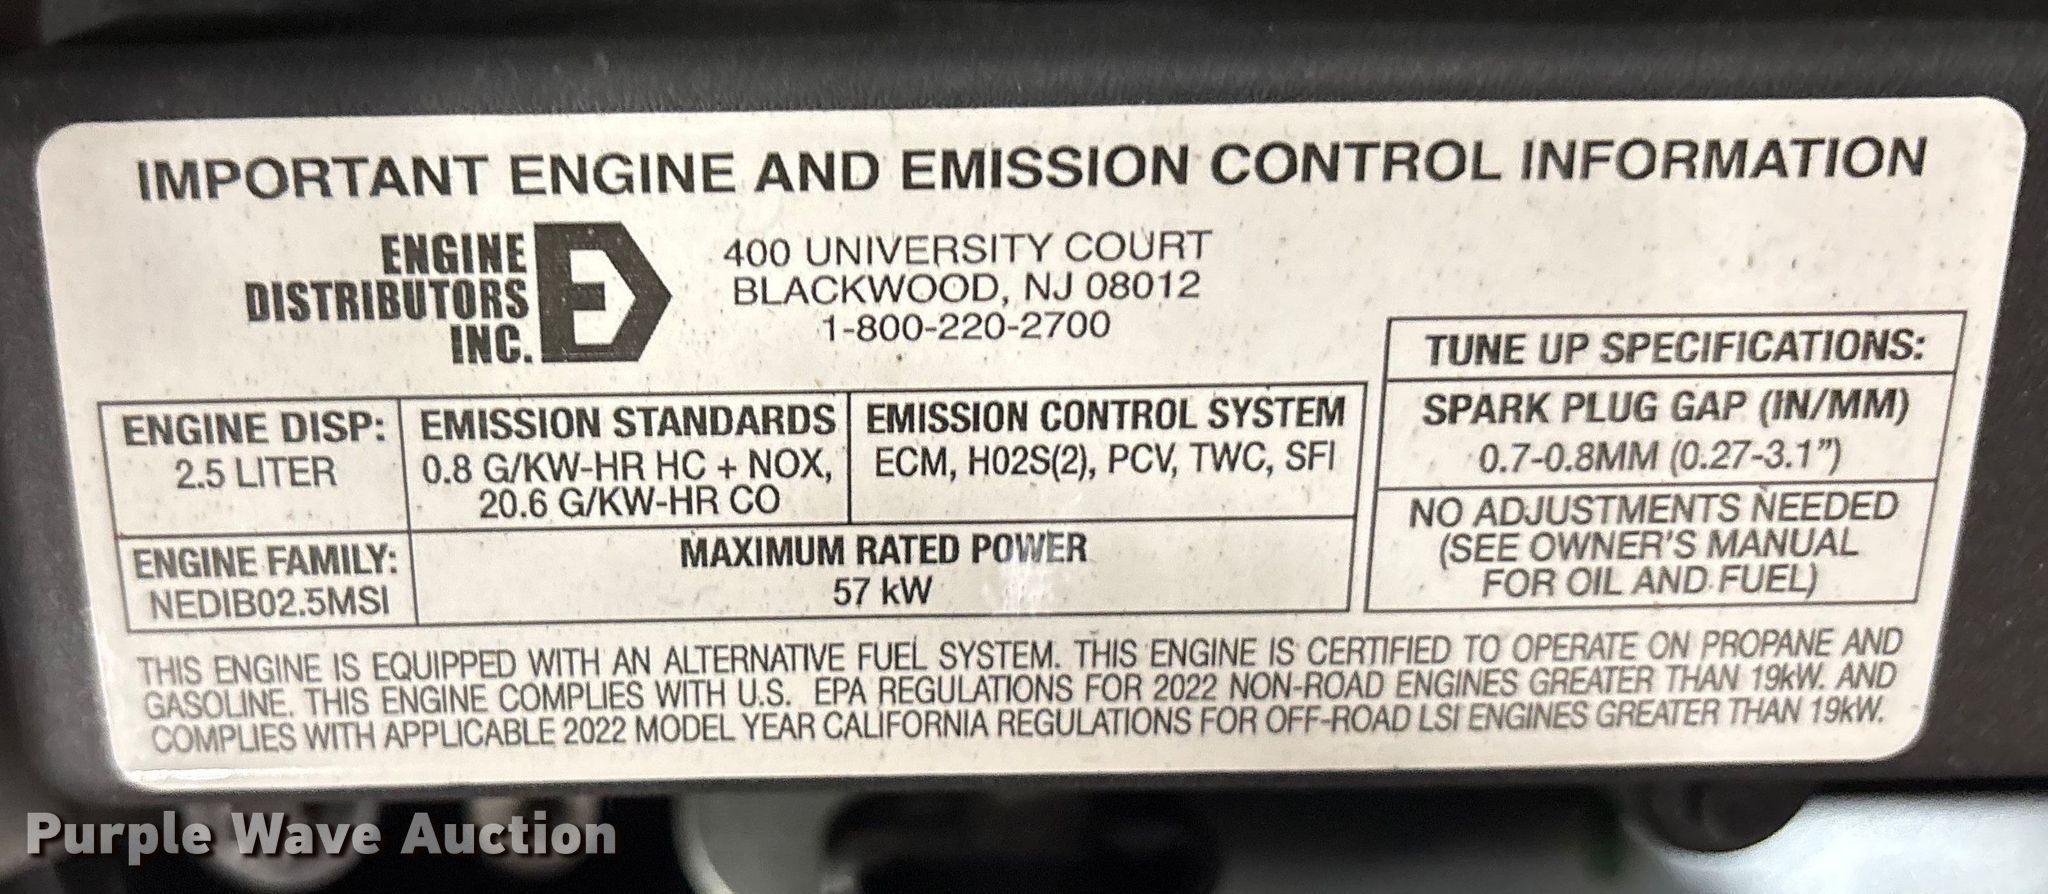 IMPORTANT ENGINE AND EMISSION CONTROL INFORMATION
ENGINE
DISTRIBUTORS
INC.
E
400 UNIVERSITY COURT
BLACKWOOD, NJ 08012
1-800-220-2700
ENGINE DISP:
2.5 LITER
EMISSION STANDARDS
0.8 G/KW-HR HC + NOX,
20.6 G/KW-HR CO
EMISSION CONTROL SYSTEM
ECM, H02S(2), PCV, TWC, SFI
ENGINE FAMILY:
NEDIB02.5MSI
MAXIMUM RATED POWER
57 kW
TUNE UP SPECIFICATIONS:
SPARK PLUG GAP (IN/MM)
0.7-0.8MM (0.27-3.1")
NO ADJUSTMENTS NEEDED
(SEE OWNER'S MANUAL
FOR OIL AND FUEL)
THIS ENGINE IS EQUIPPED WITH AN ALTERNATIVE FUEL SYSTEM. THIS ENGINE IS CERTIFIED TO OPERATE ON PROPANE AND
GASOLINE. THIS ENGINE COMPLIES WITH U.S. EPA REGULATIONS FOR 2022 NON-ROAD ENGINES GREATER THAN 19kW. AND
COMPLIES WITH APPLICABLE 2022 MODEL YEAR CALIFORNIA REGULATIONS FOR OFF-ROAD LSI ENGINES GREATER THAN 19kW.
Purple Wave Auction